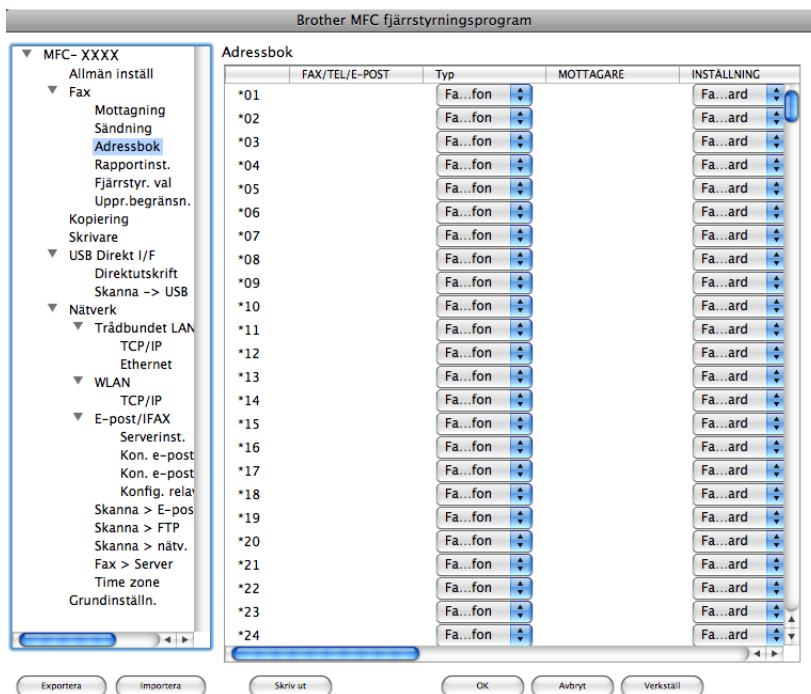 Brother MFC fjärrstyrningsprogram
MFC- XXXX
Allmän inställ
Fax
Mottagning
Sändning
Adressbok
Rapportinst.
Fjärrstyr. val
Uppr.begränsn.
Kopiering
Skrivare
USB Direkt I/F
Direktutskrift
Skanna -> USB
Nätverk
Trådbundet LAN
TCP/IP
Ethernet
WLAN
TCP/IP
E-post/IFAX
Serverinst.
Kon. e-post
Kon. e-post
Konfig. rela
Skanna > E-pos
Skanna > FTP
Skanna > nätv.
Fax > Server
Time zone
Grundinställn.
Adressbok
FAX/TEL/E-POST Typ MOTTAGARE INSTÄLLNING
*01 Fa...fon Fa...ard
*02 Fa...fon Fa...ard
*03 Fa...fon Fa...ard
*04 Fa...fon Fa...ard
*05 Fa...fon Fa...ard
*06 Fa...fon Fa...ard
*07 Fa...fon Fa...ard
*08 Fa...fon Fa...ard
*09 Fa...fon Fa...ard
*10 Fa...fon Fa...ard
*11 Fa...fon Fa...ard
*12 Fa...fon Fa...ard
*13 Fa...fon Fa...ard
*14 Fa...fon Fa...ard
*15 Fa...fon Fa...ard
*16 Fa...fon Fa...ard
*17 Fa...fon Fa...ard
*18 Fa...fon Fa...ard
*19 Fa...fon Fa...ard
*20 Fa...fon Fa...ard
*21 Fa...fon Fa...ard
*22 Fa...fon Fa...ard
*23 Fa...fon Fa...ard
*24 Fa...fon Fa...ard
Exportera Importera Skriv ut OK Avbryt Verkställ